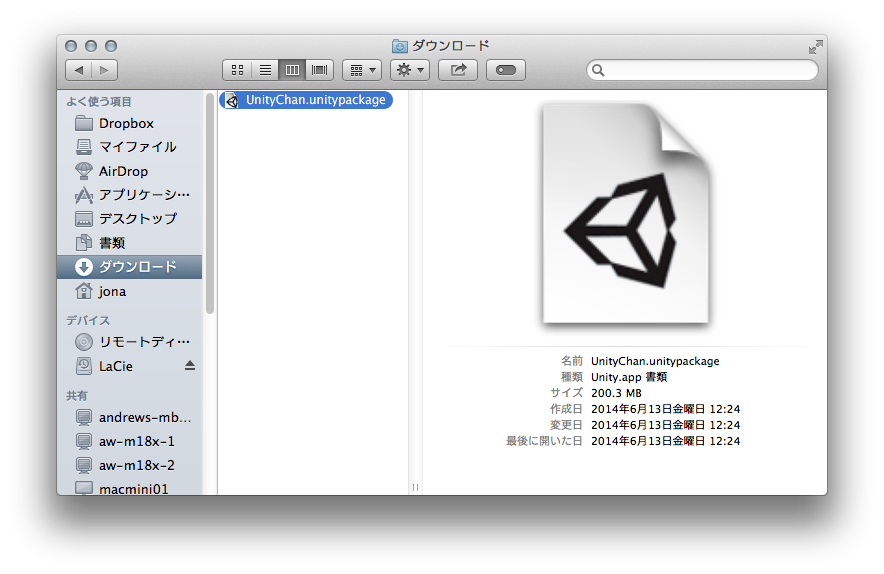 ダウンロード
よく使う項目
Dropbox
マイファイル
AirDrop
アプリケーシ…
デスクトップ
書類
ダウンロード
jona
デバイス
リモートディ…
LaCie
共有
andrews-mb…
aw-m18x-1
aw-m18x-2
macmini01
UnityChan.unitypackage
名前 UnityChan.unitypackage
種類 Unity.app 書類
サイズ 200.3 MB
作成日 2014年6月13日金曜日 12:24
変更日 2014年6月13日金曜日 12:24
最後に開いた日 2014年6月13日金曜日 12:24